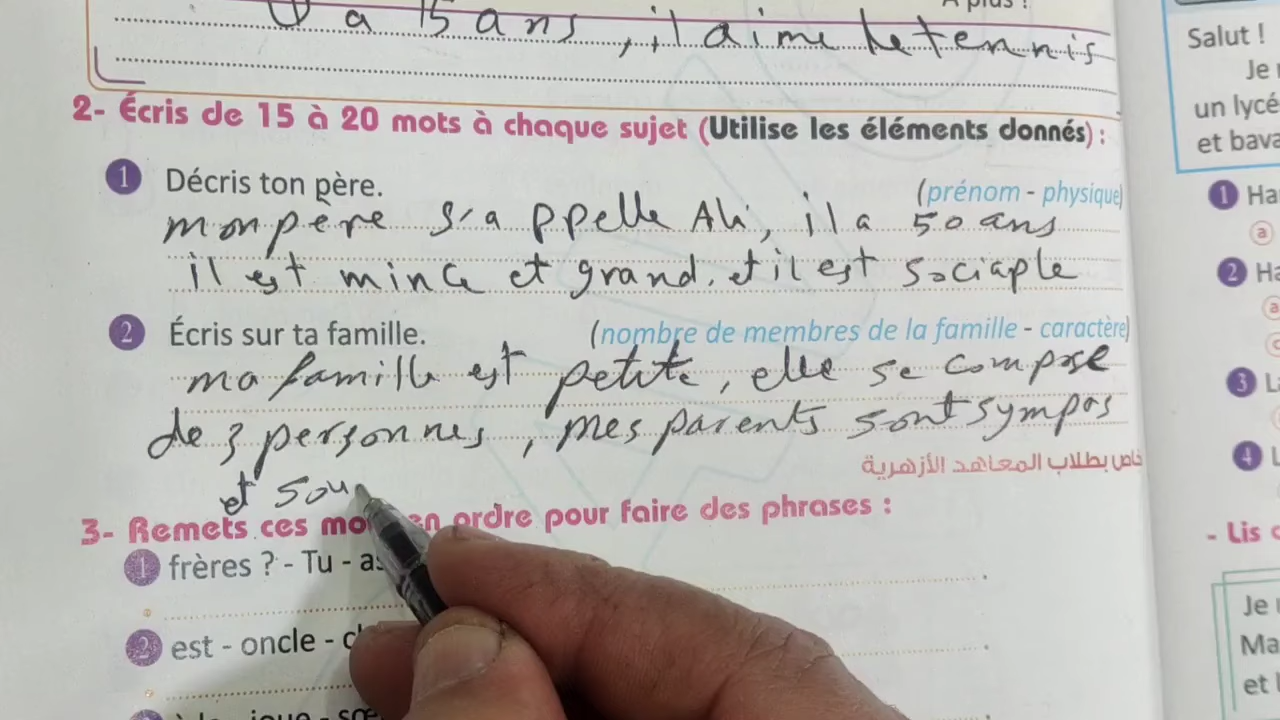 À plus !
a 15 ans, il aime le tennis
2- Écris de 15 à 20 mots à chaque sujet (Utilise les éléments donnés) :
1 Décris ton père. (prénom - physique)
mon père s'appelle Ali, il a 50 ans
il est mince et grand. et il est sociaple
2 Écris sur ta famille. (nombre de membres de la famille - caractère)
ma famille est petite, elle se compose
de 3 personnes, mes parents sont sympas
خاص بطلاب المعاهد الأزهرية
et sou
3- Remets ces mo en ordre pour faire des phrases :
1 frères ? - Tu - as
2 est - oncle - c
à la - joue - sœ
Salut !
Je
un lycé
et bava
1 Ha
a
2 Ha
a
c
3 L
4 L
- Lis
Je
Ma
et l